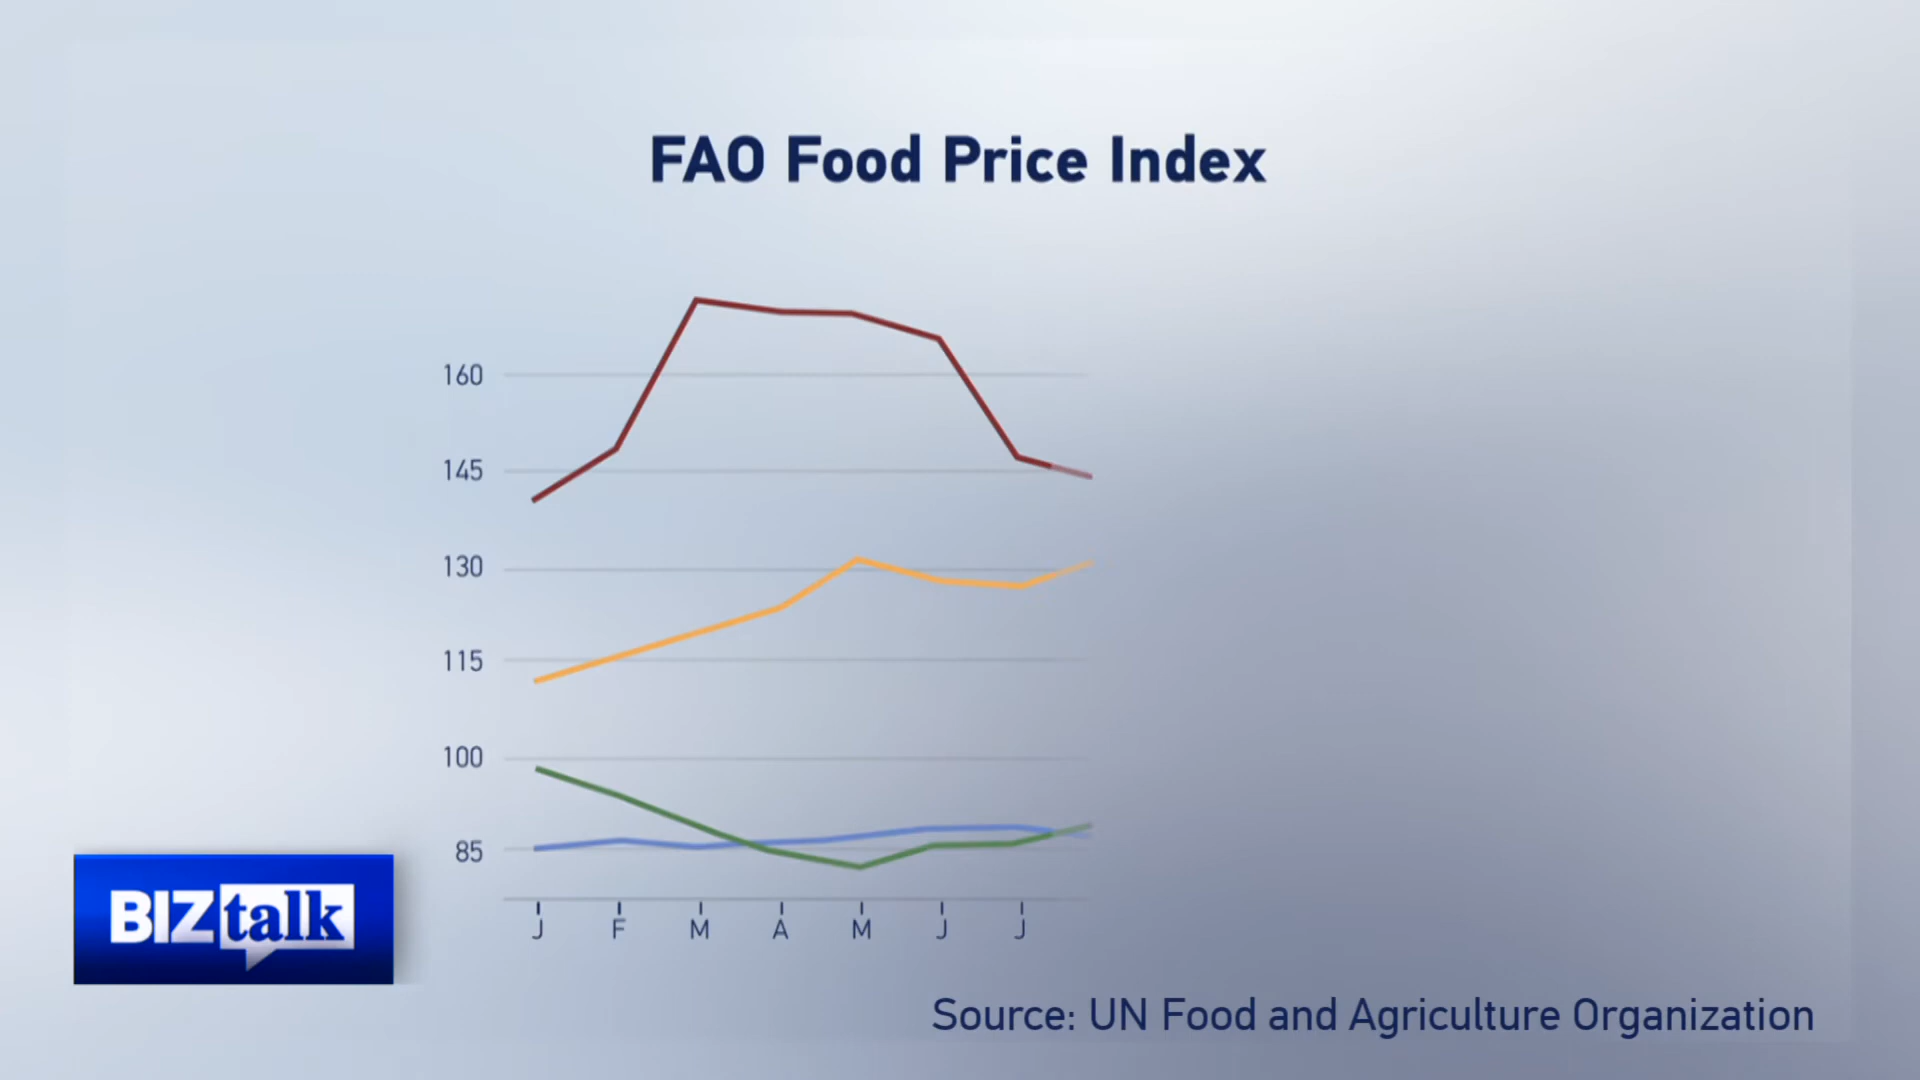 FAO Food Price Index
160
145
130
115
100
85
J F M A M J J
BIZtalk
Source: UN Food and Agriculture Organization